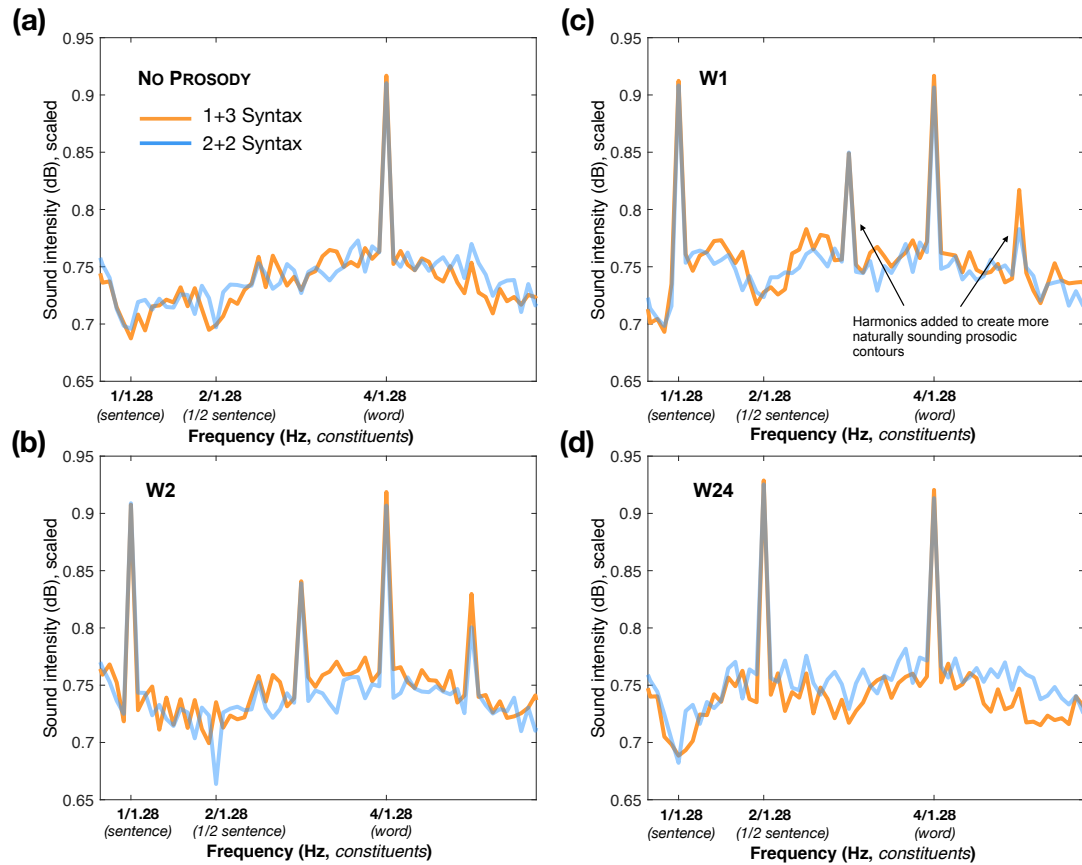 (a)
0.95
0.9
0.85
0.8
0.75
0.7
0.65
Sound intensity (dB), scaled
NO PROSODY
1+3 Syntax
2+2 Syntax
1/1.28 2/1.28 4/1.28
(sentence) (1/2 sentence) (word)
Frequency (Hz, constituents)
(c)
0.95
0.9
0.85
0.8
0.75
0.7
0.65
Sound intensity (dB), scaled
W1
Harmonics added to create more
naturally sounding prosodic
contours
1/1.28 2/1.28 4/1.28
(sentence) (1/2 sentence) (word)
Frequency (Hz, constituents)
(b)
0.95
0.9
0.85
0.8
0.75
0.7
0.65
Sound intensity (dB), scaled
W2
1/1.28 2/1.28 4/1.28
(sentence) (1/2 sentence) (word)
Frequency (Hz, constituents)
(d)
0.95
0.9
0.85
0.8
0.75
0.7
0.65
Sound intensity (dB), scaled
W24
1/1.28 2/1.28 4/1.28
(sentence) (1/2 sentence) (word)
Frequency (Hz, constituents)